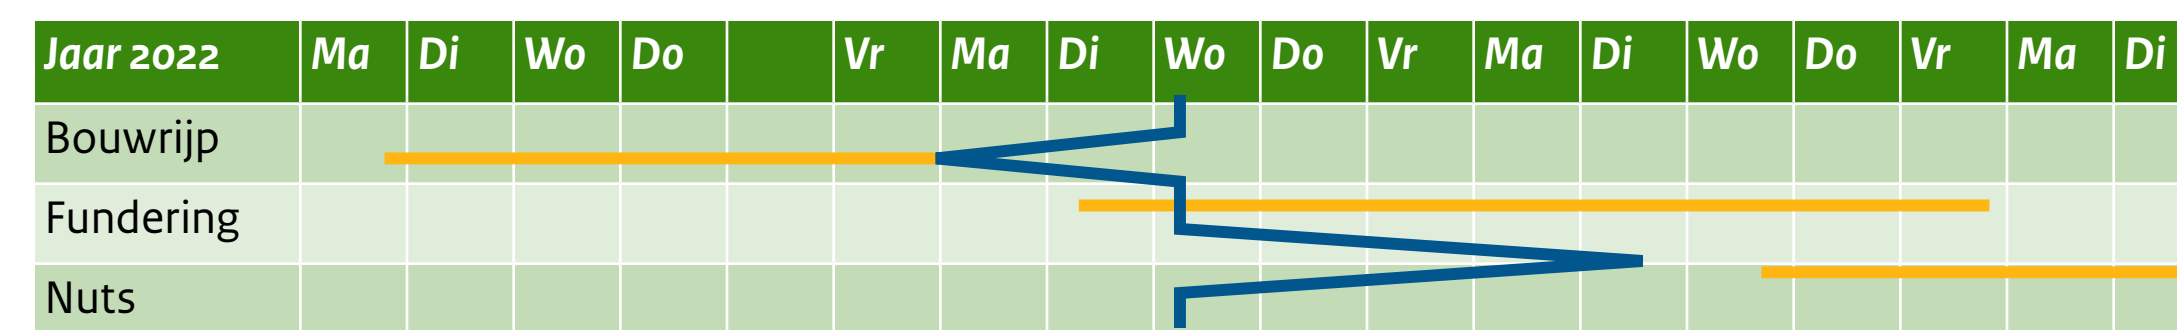 Jaar 2022 Ma Di Wo Do Vr Ma Di Wo Do Vr Ma Di Wo Do Vr Ma Di
Bouwrijp
Fundering
Nuts